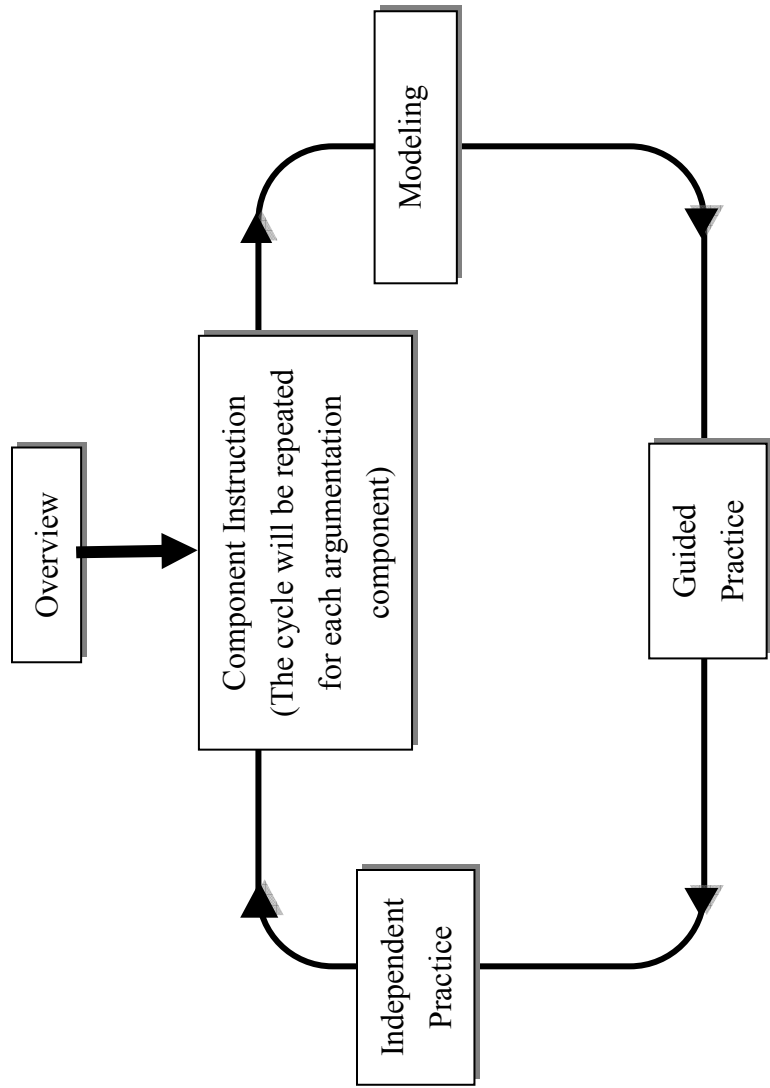 Overview
Component Instruction
(The cycle will be repeated
for each argumentation
component)
Modeling
Guided
Practice
Independent
Practice